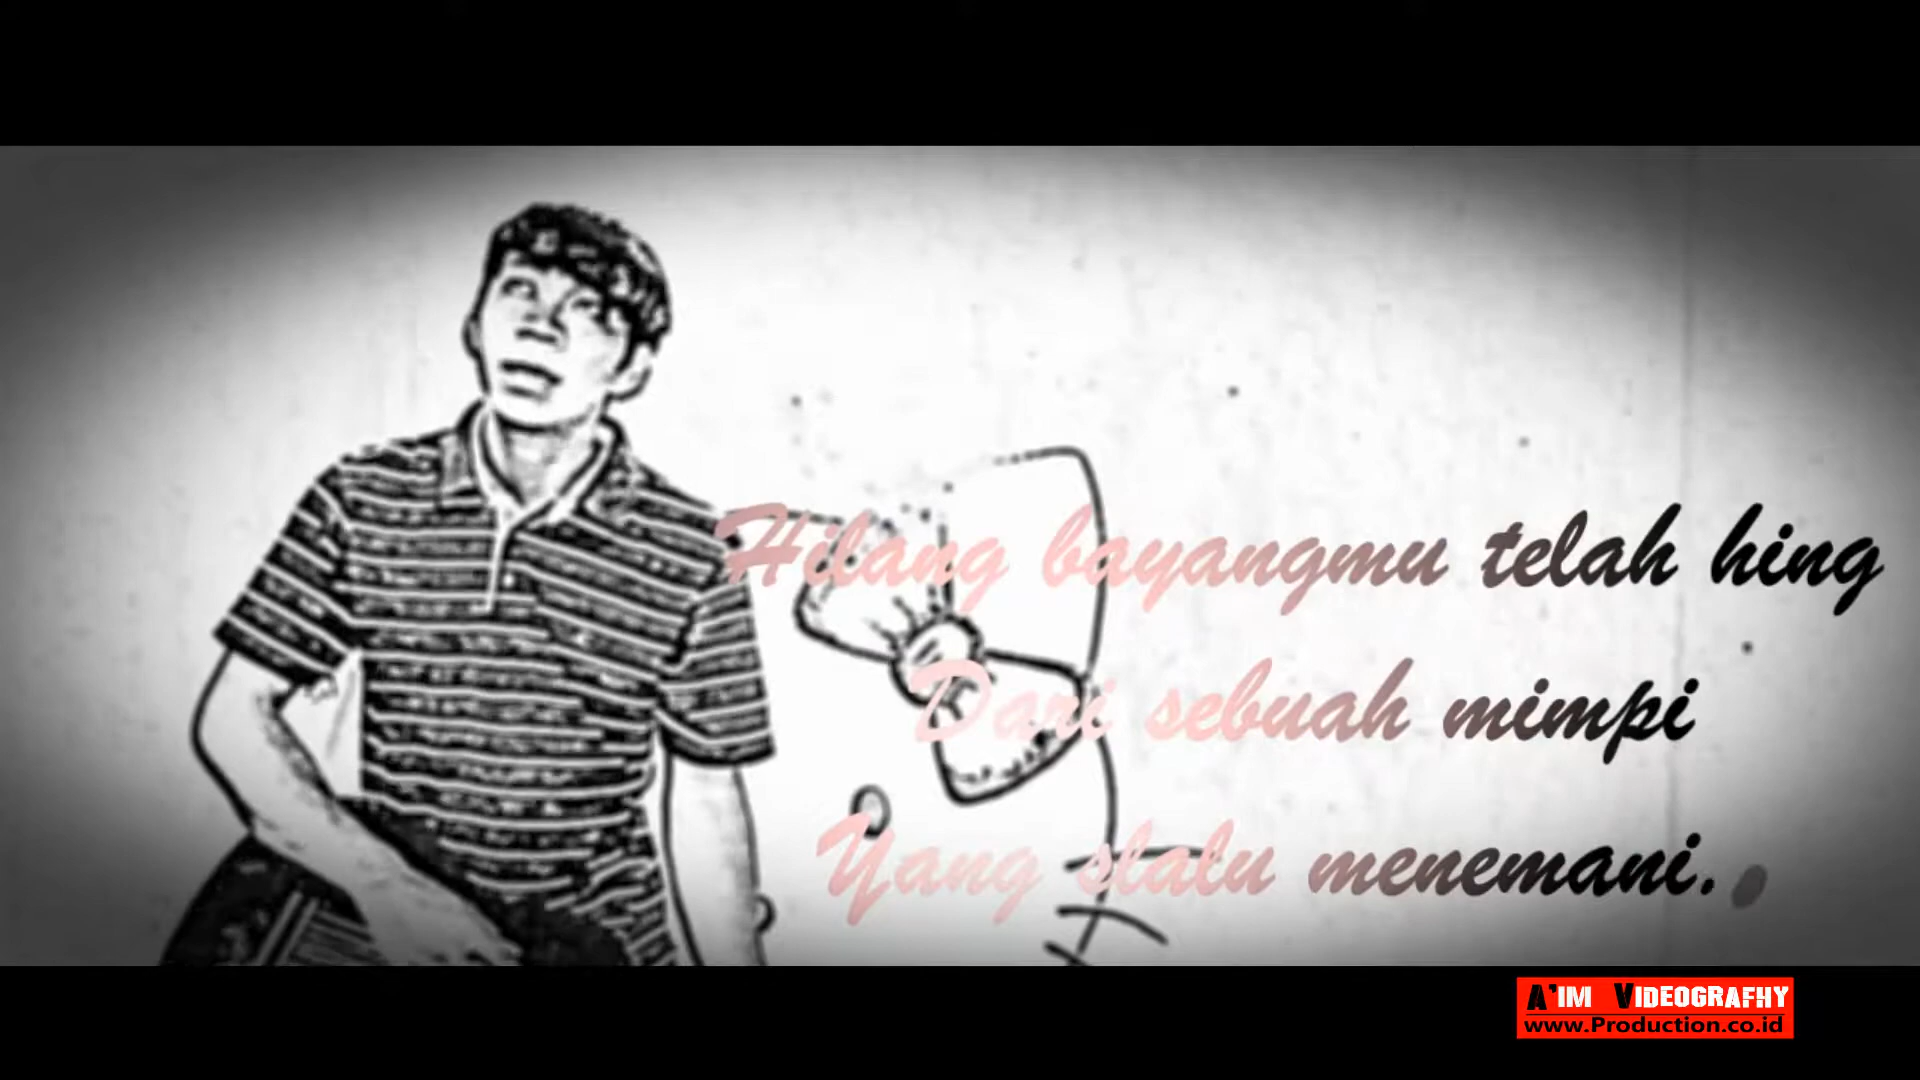 Hilang bayangmu telah hing
Dari sebuah mimpi
Yang slalu menemani.
A'IM VIDEOGRAFHY
www.Production.co.id